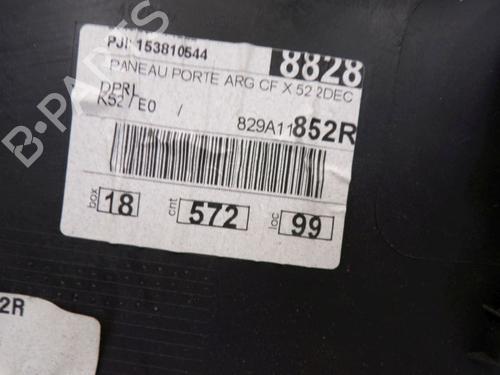 PJI 153810544
8828
PANEAU PORTE ARG CF X 52 2DEC
DPRL
K52 / E0 /
829A11852R
box 18
cnt 572
loc 99
2R
B-PARTS